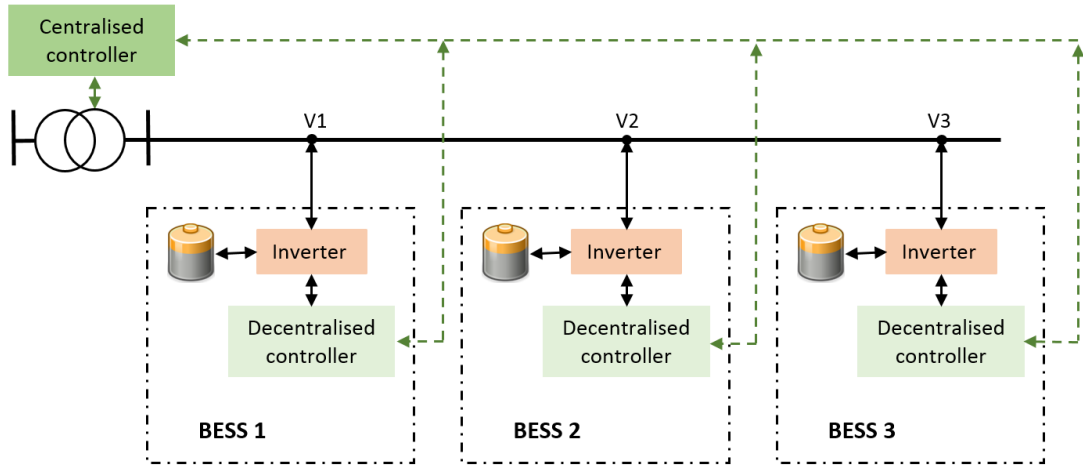 Centralised
controller
V1
V2
V3
Inverter
Inverter
Inverter
Decentralised
controller
Decentralised
controller
Decentralised
controller
BESS 1
BESS 2
BESS 3